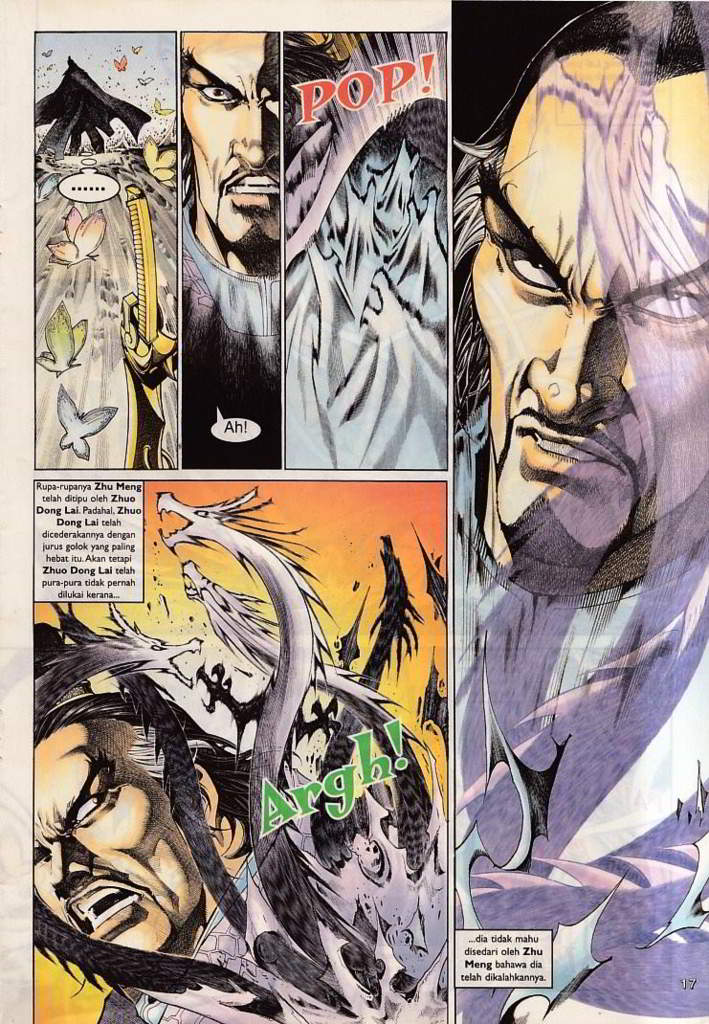 ......
Ah!
POP!
Rupa-rupanya Zhu Meng
telah ditipu oleh Zhuo
Dong Lai. Padahal, Zhuo
Dong Lai telah
dicederakannya dengan
jurus golok yang paling
hebat itu. Akan tetapi
Zhuo Dong Lai telah
pura-pura tidak pernah
dilukai kerana...
Argh!
...dia tidak mahu
disedari oleh Zhu
Meng bahawa dia
telah dikalahkannya.
17